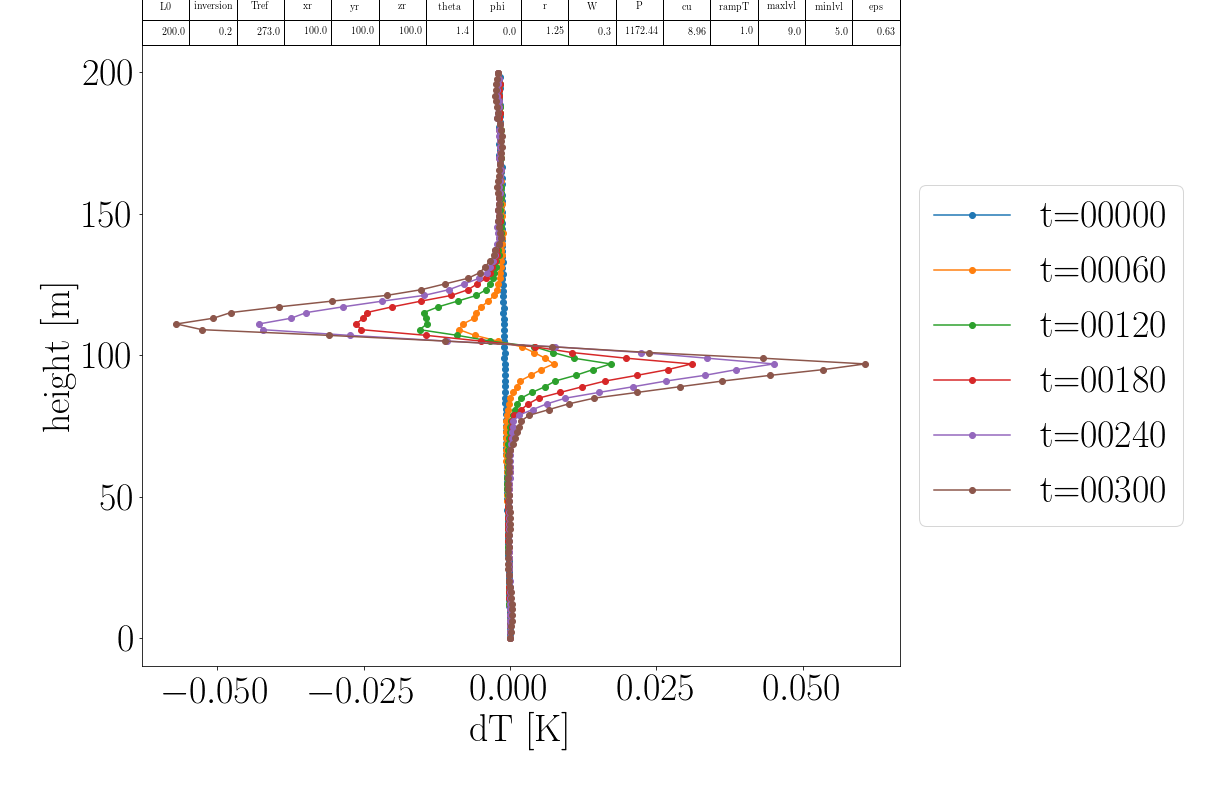 L0 inversion Tref xr yr zr theta phi r W P cu rampT maxlvl minlvl eps
200.0 0.2 273.0 100.0 100.0 100.0 1.4 0.0 1.25 0.3 1172.44 8.96 1.0 9.0 5.0 0.63
200
150
100
50
0
height [m]
−0.050 −0.025 0.000 0.025 0.050
dT [K]
t=00000
t=00060
t=00120
t=00180
t=00240
t=00300